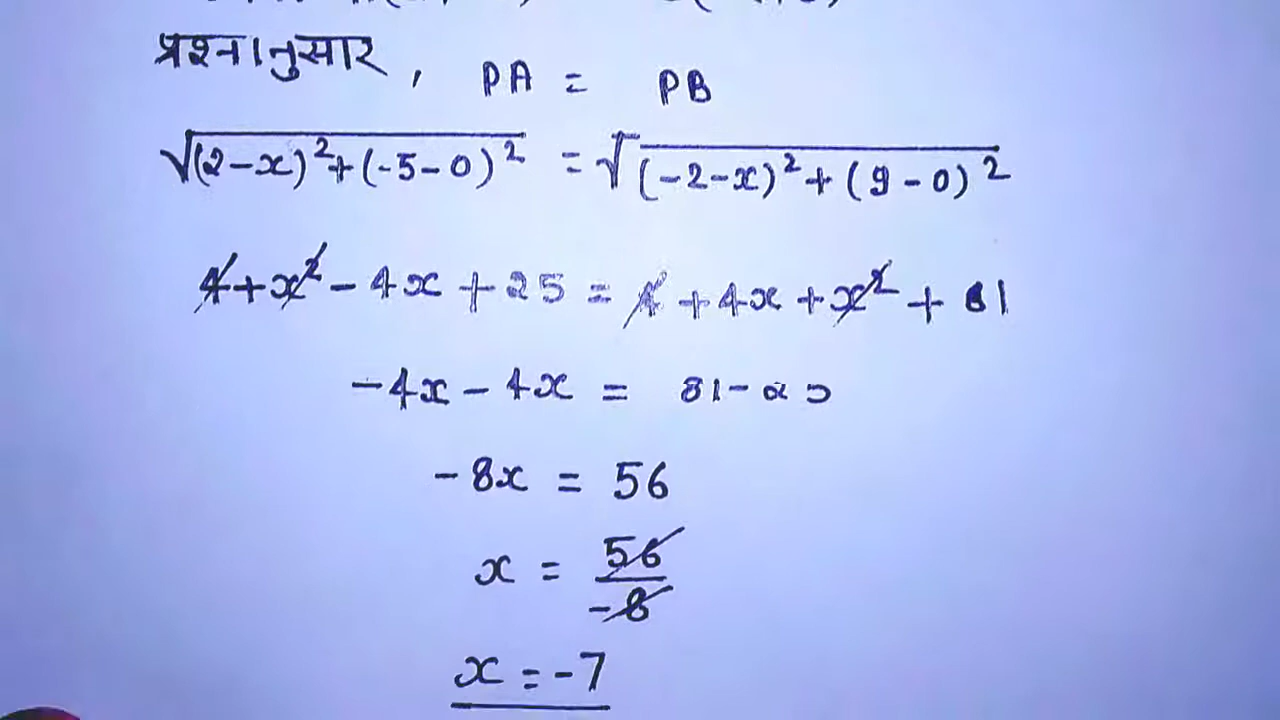 प्रश्नानुसार, PA = PB
√(2-x)²+(-5-0)² = √(-2-x)²+(9-0)²
4+x²-4x+25 = 4+4x+x²+81
-4x-4x = 81-25
-8x = 56
x = 56/-8
x = -7